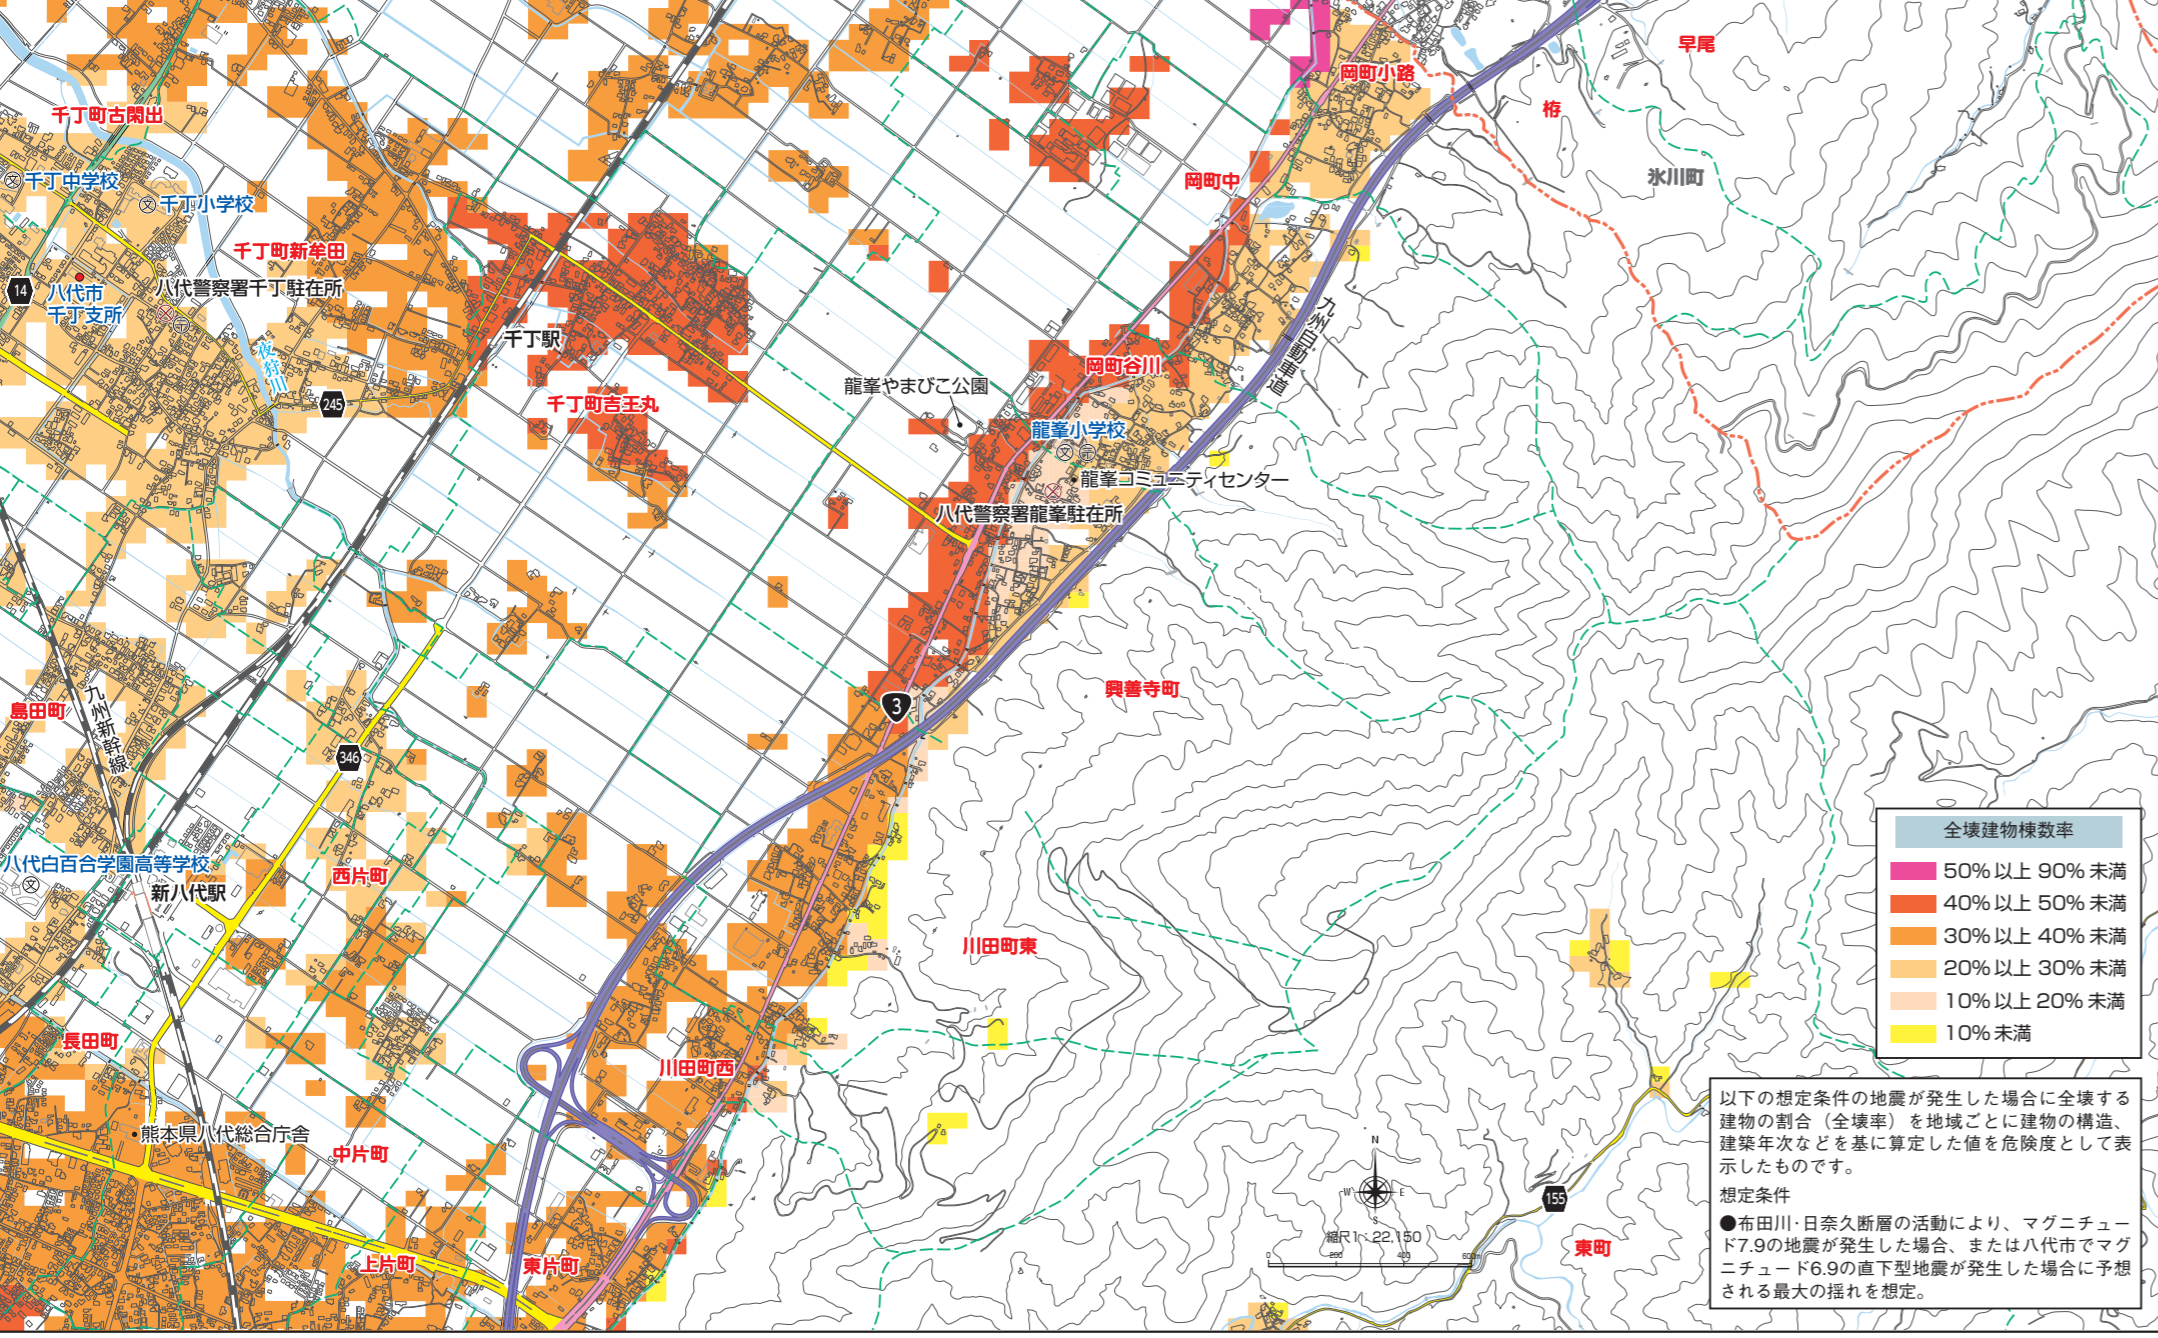 早尾
岡町小路
栫
千丁町古閑出
氷川町
千丁中学校
岡町中
千丁小学校
千丁町新牟田
八代警察署千丁駐在所
14
八代市
千丁支所
九州自動車道
千丁駅
夜狩川
岡町谷川
龍峯やまびこ公園
245
千丁町吉王丸
龍峯小学校
龍峯コミュニティセンター
八代警察署龍峯駐在所
興善寺町
島田町
九州新幹線
3
346
八代白百合学園高等学校
西片町
新八代駅
川田町東
長田町
川田町西
熊本県八代総合庁舎
中片町
上片町
東片町
155
東町
N
W
E
S
縮尺1：22,150
0 200 400 600m
全壊建物棟数率
50% 以上 90% 未満
40% 以上 50% 未満
30% 以上 40% 未満
20% 以上 30% 未満
10% 以上 20% 未満
10% 未満
以下の想定条件の地震が発生した場合に全壊する
建物の割合（全壊率）を地域ごとに建物の構造、
建築年次などを基に算定した値を危険度として表
示したものです。
想定条件
●布田川･日奈久断層の活動により、マグニチュー
ド7.9の地震が発生した場合、または八代市でマグ
ニチュード6.9の直下型地震が発生した場合に予想
される最大の揺れを想定。